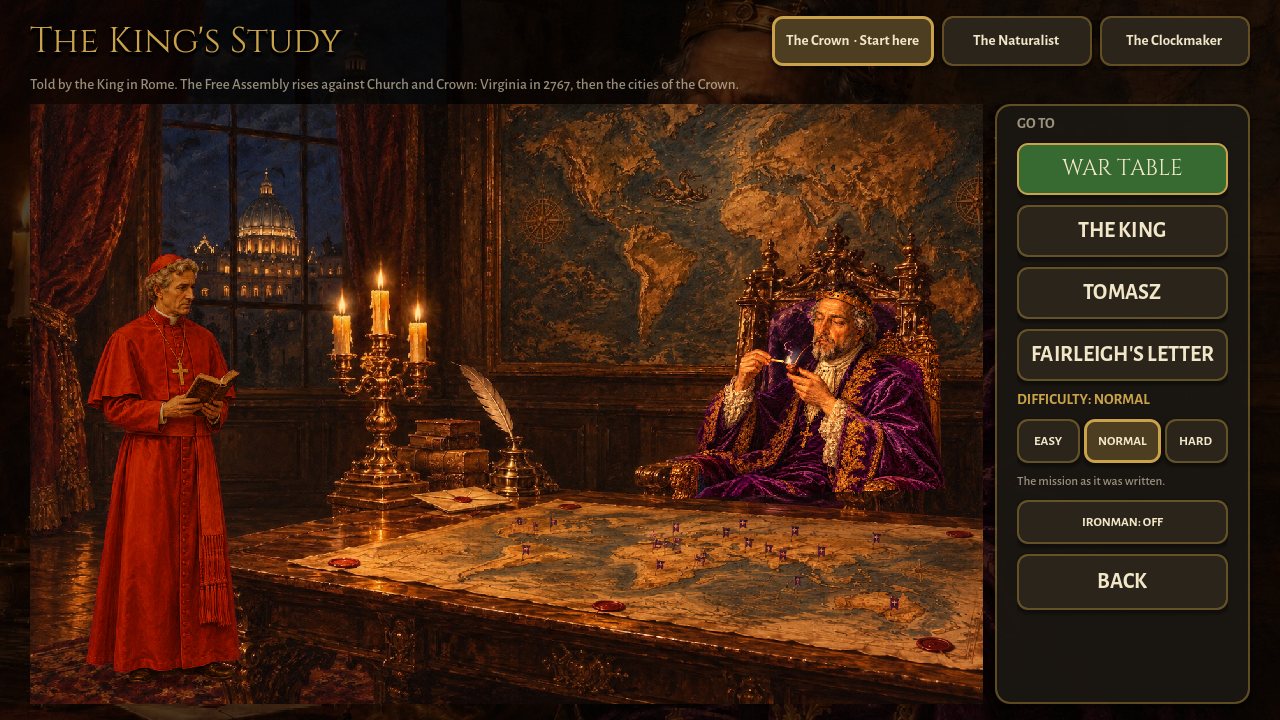 The King's Study
The Crown · Start here
The Naturalist
The Clockmaker
Told by the King in Rome. The Free Assembly rises against Church and Crown: Virginia in 2767, then the cities of the Crown.
GO TO
WAR TABLE
THE KING
TOMASZ
FAIRLEIGH'S LETTER
DIFFICULTY: NORMAL
EASY
NORMAL
HARD
The mission as it was written.
IRONMAN: OFF
BACK